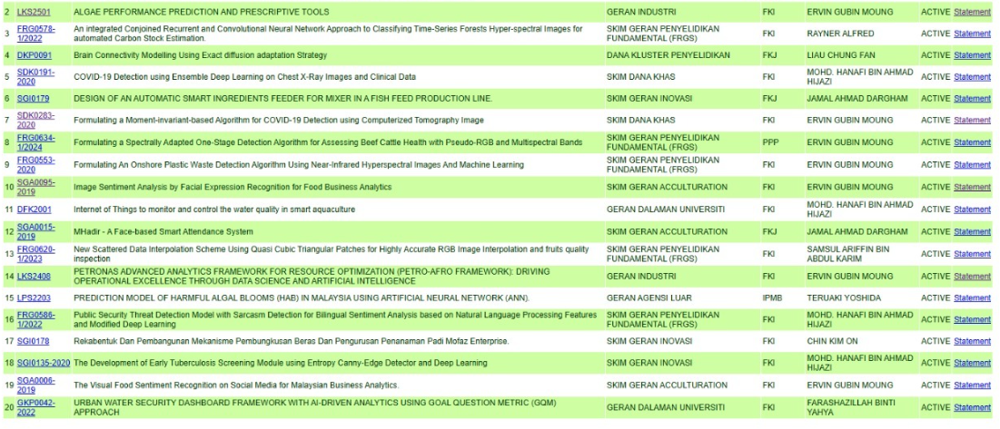 2 LKS2501 ALGAE PERFORMANCE PREDICTION AND PRESCRIPTIVE TOOLS GERAN INDUSTRI FKI ERVIN GUBIN MOUNG ACTIVE Statement
3 FRG0578-1/2022 An integrated Conjoined Recurrent and Convolutional Neural Network Approach to Classifying Time-Series Forests Hyper-spectral Images for automated Carbon Stock Estimation. SKIM GERAN PENYELIDIKAN FUNDAMENTAL (FRGS) FKI RAYNER ALFRED ACTIVE Statement
4 DKP0091 Brain Connectivity Modelling Using Exact diffusion adaptation Strategy DANA KLUSTER PENYELIDIKAN FKJ LIAU CHUNG FAN ACTIVE Statement
5 SDK0191-2020 COVID-19 Detection using Ensemble Deep Learning on Chest X-Ray Images and Clinical Data SKIM DANA KHAS FKI MOHD. HANAFI BIN AHMAD HIJAZI ACTIVE Statement
6 SGI0179 DESIGN OF AN AUTOMATIC SMART INGREDIENTS FEEDER FOR MIXER IN A FISH FEED PRODUCTION LINE. SKIM GERAN INOVASI FKJ JAMAL AHMAD DARGHAM ACTIVE Statement
7 SDK0283-2020 Formulating a Moment-invariant-based Algorithm for COVID-19 Detection using Computerized Tomography Image SKIM DANA KHAS FKI ERVIN GUBIN MOUNG ACTIVE Statement
8 FRG0634-1/2024 Formulating a Spectrally Adapted One-Stage Detection Algorithm for Assessing Beef Cattle Health with Pseudo-RGB and Multispectral Bands SKIM GERAN PENYELIDIKAN FUNDAMENTAL (FRGS) PPP ERVIN GUBIN MOUNG ACTIVE Statement
9 FRG0553-2020 Formulating An Onshore Plastic Waste Detection Algorithm Using Near-Infrared Hyperspectral Images And Machine Learning SKIM GERAN PENYELIDIKAN FUNDAMENTAL (FRGS) FKI ERVIN GUBIN MOUNG ACTIVE Statement
10 SGA0095-2019 Image Sentiment Analysis by Facial Expression Recognition for Food Business Analytics SKIM GERAN ACCULTURATION FKI ERVIN GUBIN MOUNG ACTIVE Statement
11 DFK2001 Internet of Things to monitor and control the water quality in smart aquaculture GERAN DALAMAN UNIVERSITI FKI MOHD. HANAFI BIN AHMAD HIJAZI ACTIVE Statement
12 SGA0015-2019 MHadir - A Face-based Smart Attendance System SKIM GERAN ACCULTURATION FKJ JAMAL AHMAD DARGHAM ACTIVE Statement
13 FRG0620-1/2023 New Scattered Data Interpolation Scheme Using Quasi Cubic Triangular Patches for Highly Accurate RGB Image Interpolation and fruits quality inspection SKIM GERAN PENYELIDIKAN FUNDAMENTAL (FRGS) FKI SAMSUL ARIFFIN BIN ABDUL KARIM ACTIVE Statement
14 LKS2408 PETRONAS ADVANCED ANALYTICS FRAMEWORK FOR RESOURCE OPTIMIZATION (PETRO-AFRO FRAMEWORK): DRIVING OPERATIONAL EXCELLENCE THROUGH DATA SCIENCE AND ARTIFICIAL INTELLIGENCE GERAN INDUSTRI FKI ERVIN GUBIN MOUNG ACTIVE Statement
15 LPS2203 PREDICTION MODEL OF HARMFUL ALGAL BLOOMS (HAB) IN MALAYSIA USING ARTIFICIAL NEURAL NETWORK (ANN). GERAN AGENSI LUAR IPMB TERUAKI YOSHIDA ACTIVE Statement
16 FRG0586-1/2022 Public Security Threat Detection Model with Sarcasm Detection for Bilingual Sentiment Analysis based on Natural Language Processing Features and Modified Deep Learning SKIM GERAN PENYELIDIKAN FUNDAMENTAL (FRGS) FKI MOHD. HANAFI BIN AHMAD HIJAZI ACTIVE Statement
17 SGI0178 Rekabentuk Dan Pembangunan Mekanisme Pembungkusan Beras Dan Pengurusan Penanaman Padi Mofaz Enterprise. SKIM GERAN INOVASI FKI CHIN KIM ON ACTIVE Statement
18 SGI0135-2020 The Development of Early Tuberculosis Screening Module using Entropy Canny-Edge Detector and Deep Learning SKIM GERAN INOVASI FKI MOHD. HANAFI BIN AHMAD HIJAZI ACTIVE Statement
19 SGA0006-2019 The Visual Food Sentiment Recognition on Social Media for Malaysian Business Analytics. SKIM GERAN ACCULTURATION FKI ERVIN GUBIN MOUNG ACTIVE Statement
20 GKP0042-2022 URBAN WATER SECURITY DASHBOARD FRAMEWORK WITH AI-DRIVEN ANALYTICS USING GOAL QUESTION METRIC (GQM) APPROACH GERAN DALAMAN UNIVERSITI FKI FARASHAZILLAH BINTI YAHYA ACTIVE Statement